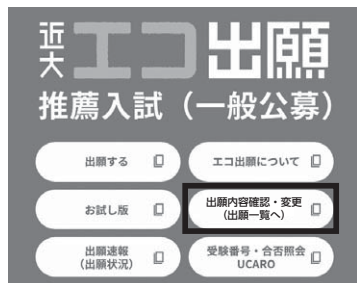 近大エコ出願
推薦入試（一般公募）
出願する
エコ出願について
お試し版
出願内容確認・変更
（出願一覧へ）
出願速報
（出願状況）
受験番号・合否照会
UCARO